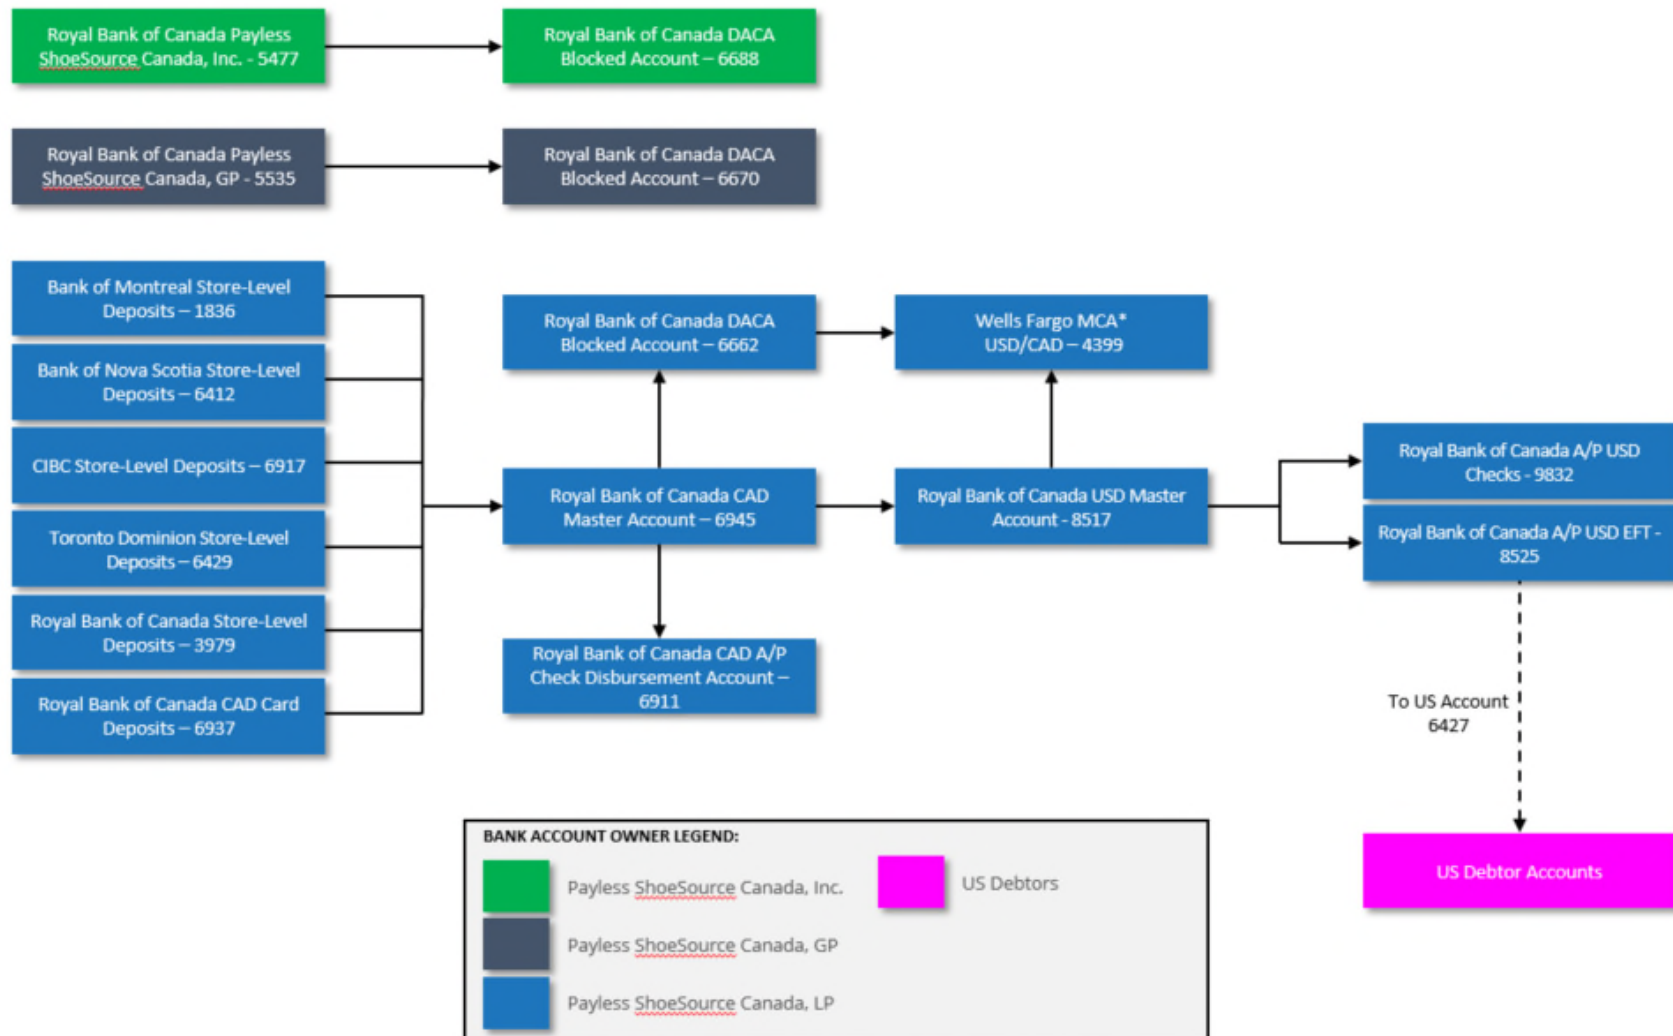 Royal Bank of Canada Payless
ShoeSource Canada, Inc. - 5477
Royal Bank of Canada DACA
Blocked Account – 6688
Royal Bank of Canada Payless
ShoeSource Canada, GP - 5535
Royal Bank of Canada DACA
Blocked Account – 6670
Bank of Montreal Store-Level
Deposits – 1836
Bank of Nova Scotia Store-Level
Deposits – 6412
CIBC Store-Level Deposits – 6917
Toronto Dominion Store-Level
Deposits – 6429
Royal Bank of Canada Store-Level
Deposits – 3979
Royal Bank of Canada CAD Card
Deposits – 6937
Royal Bank of Canada DACA
Blocked Account – 6662
Wells Fargo MCA*
USD/CAD – 4399
Royal Bank of Canada CAD
Master Account – 6945
Royal Bank of Canada USD Master
Account - 8517
Royal Bank of Canada CAD A/P
Check Disbursement Account –
6911
Royal Bank of Canada A/P USD
Checks - 9832
Royal Bank of Canada A/P USD EFT -
8525
To US Account
6427
US Debtor Accounts
BANK ACCOUNT OWNER LEGEND:
Payless ShoeSource Canada, Inc.
US Debtors
Payless ShoeSource Canada, GP
Payless ShoeSource Canada, LP